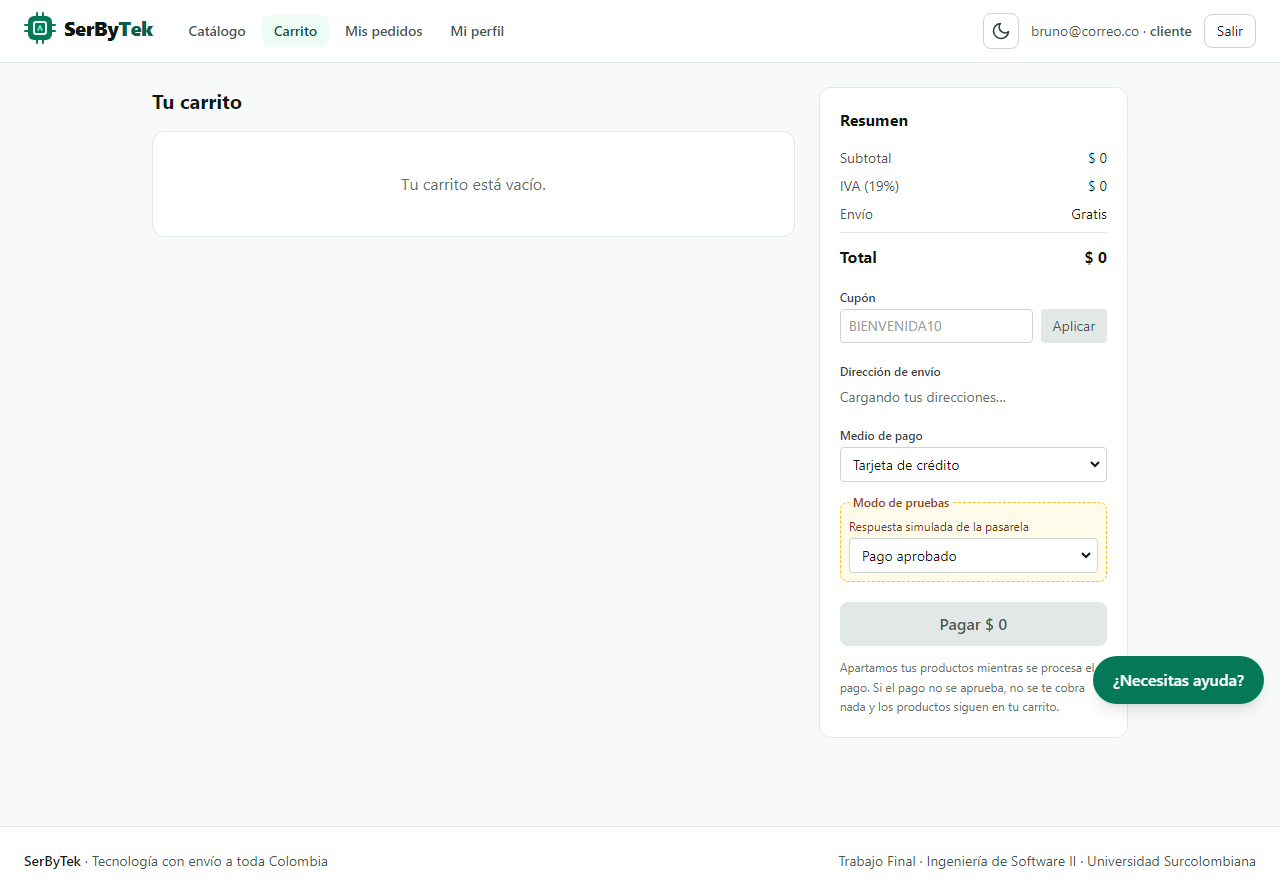 SerByTek
Catálogo
Carrito
Mis pedidos
Mi perfil
bruno@correo.co · cliente
Salir
Tu carrito
Tu carrito está vacío.
Resumen
Subtotal $ 0
IVA (19%) $ 0
Envío Gratis
Total $ 0
Cupón
BIENVENIDA10
Aplicar
Dirección de envío
Cargando tus direcciones...
Medio de pago
Tarjeta de crédito
Modo de pruebas
Respuesta simulada de la pasarela
Pago aprobado
Pagar $ 0
Apartamos tus productos mientras se procesa el
pago. Si el pago no se aprueba, no se te cobra
nada y los productos siguen en tu carrito.
¿Necesitas ayuda?
SerByTek · Tecnología con envío a toda Colombia
Trabajo Final · Ingeniería de Software II · Universidad Surcolombiana